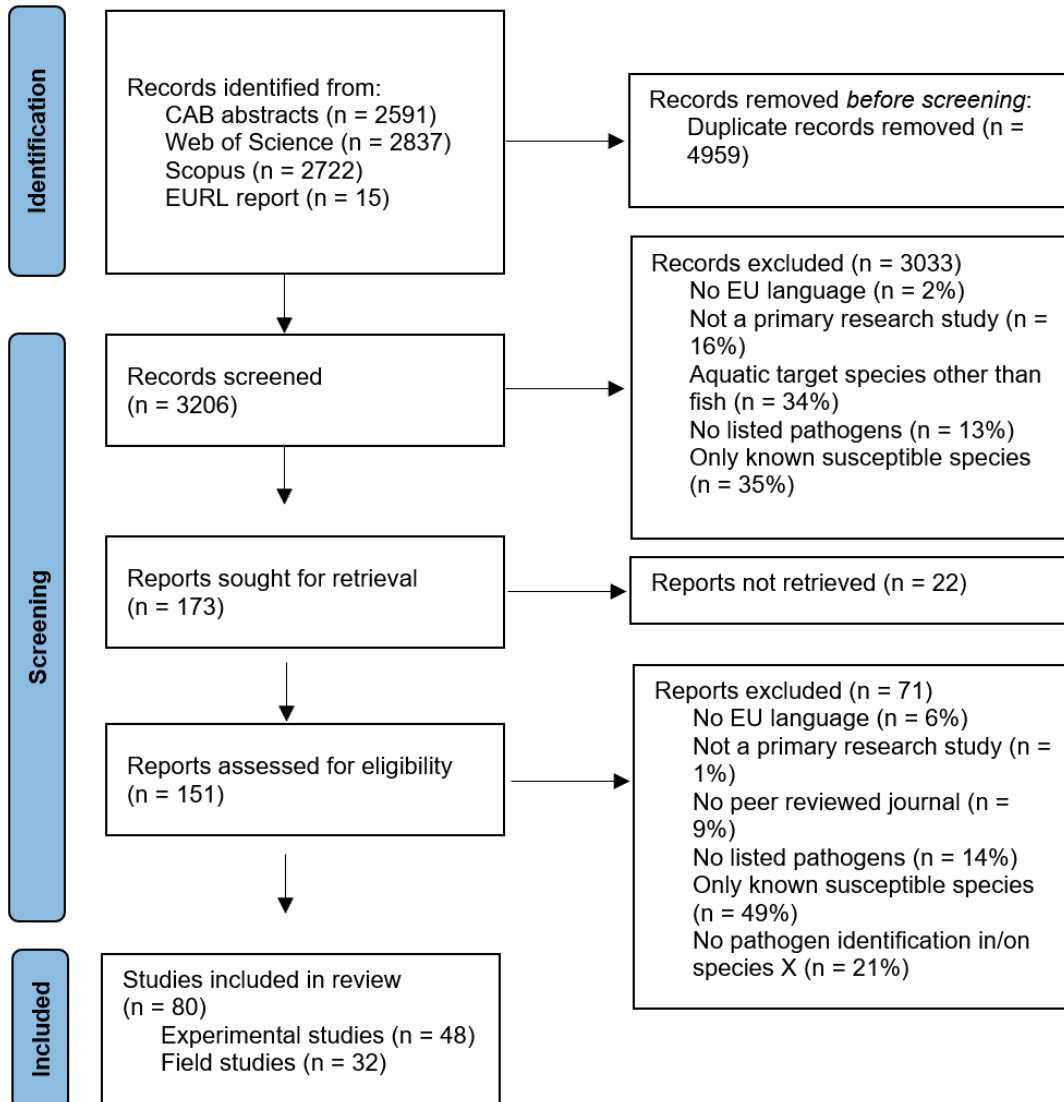 Identification
Records identified from:
CAB abstracts (n = 2591)
Web of Science (n = 2837)
Scopus (n = 2722)
EURL report (n = 15)
Records removed before screening:
Duplicate records removed (n =
4959)
Screening
Records screened
(n = 3206)
Records excluded (n = 3033)
No EU language (n = 2%)
Not a primary research study (n =
16%)
Aquatic target species other than
fish (n = 34%)
No listed pathogens (n = 13%)
Only known susceptible species
(n = 35%)
Reports sought for retrieval
(n = 173)
Reports not retrieved (n = 22)
Reports assessed for eligibility
(n = 151)
Reports excluded (n = 71)
No EU language (n = 6%)
Not a primary research study (n =
1%)
No peer reviewed journal (n =
9%)
No listed pathogens (n = 14%)
Only known susceptible species
(n = 49%)
No pathogen identification in/on
species X (n = 21%)
Included
Studies included in review
(n = 80)
Experimental studies (n = 48)
Field studies (n = 32)